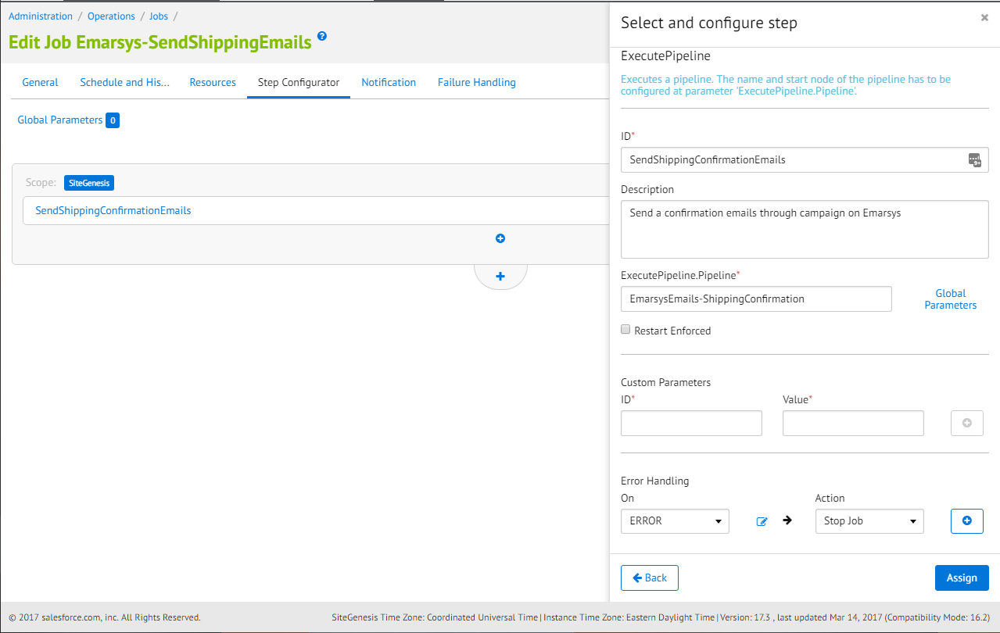 Administration / Operations / Jobs /
Edit Job Emarsys-SendShippingEmails ?
General Schedule and His... Resources Step Configurator Notification Failure Handling
Global Parameters 0
Scope: SiteGenesis
SendShippingConfirmationEmails
Select and configure step
ExecutePipeline
Executes a pipeline. The name and start node of the pipeline has to be
configured at parameter 'ExecutePipeline.Pipeline'.
ID*
SendShippingConfirmationEmails
9+
Description
Send a confirmation emails through campaign on Emarsys
ExecutePipeline.Pipeline*
EmarsysEmails-ShippingConfirmation
Global
Parameters
Restart Enforced
Custom Parameters
ID* Value*
Error Handling
On Action
ERROR Stop Job
Back Assign
© 2017 salesforce.com, inc. All Rights Reserved. SiteGenesis Time Zone: Coordinated Universal Time | Instance Time Zone: Eastern Daylight Time | Version: 17.3 , last updated Mar 14, 2017 (Compatibility Mode: 16.2)